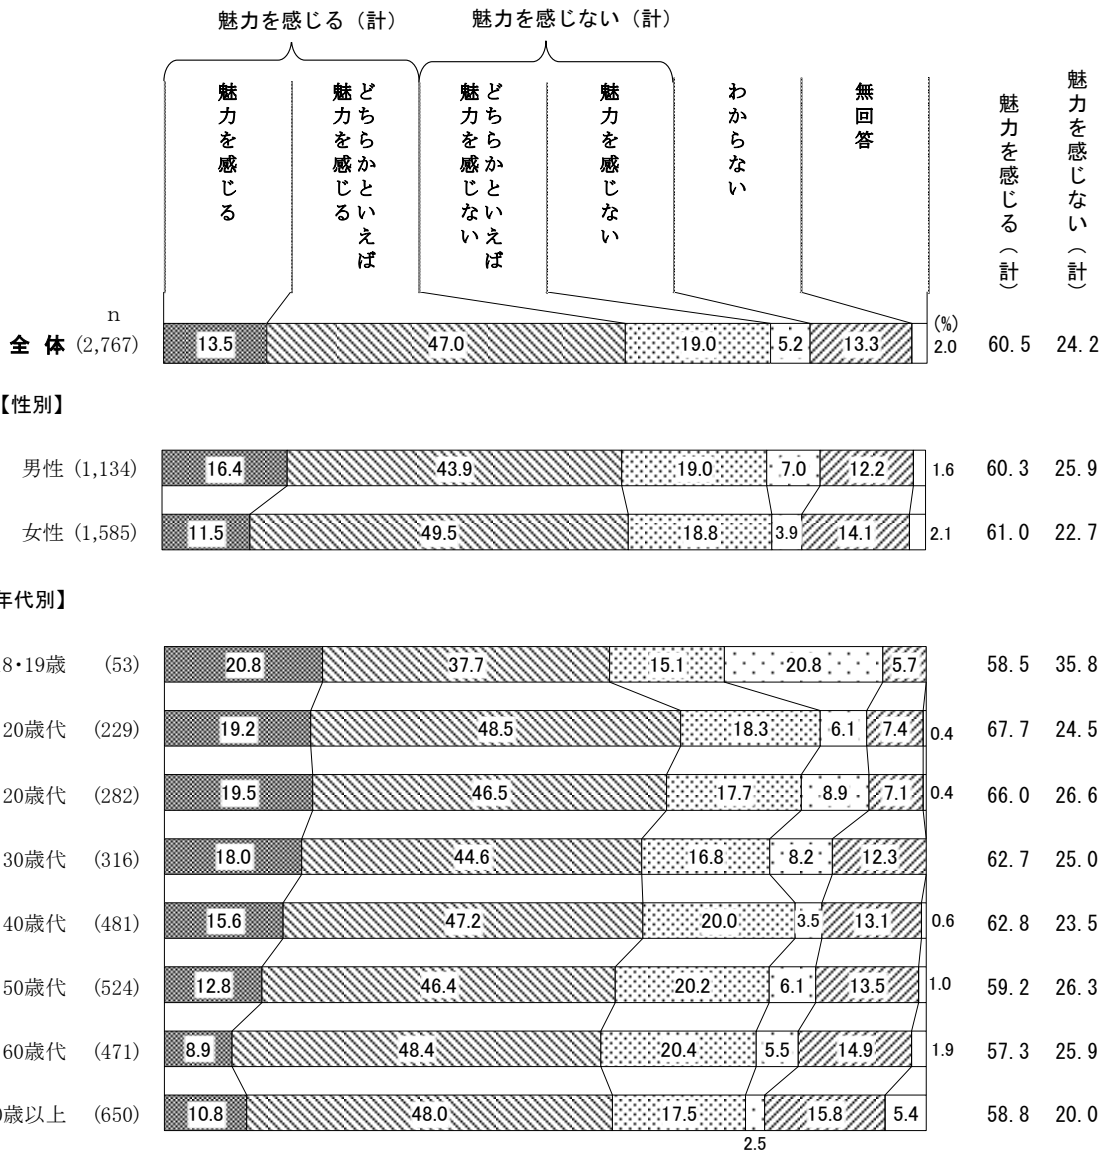 魅力を感じる（計）
魅力を感じない（計）
魅力を感じる
どちらかといえば
魅力を感じる
どちらかといえば
魅力を感じない
魅力を感じない
わからない
無回答
魅力を感じる（計）
魅力を感じない（計）
n
(%)
全 体 (2,767) 13.5 47.0 19.0 5.2 13.3 2.0 60.5 24.2
【性別】
男性 (1,134) 16.4 43.9 19.0 7.0 12.2 1.6 60.3 25.9
女性 (1,585) 11.5 49.5 18.8 3.9 14.1 2.1 61.0 22.7
年代別】
8・19歳 (53) 20.8 37.7 15.1 20.8 5.7 58.5 35.8
20歳代 (229) 19.2 48.5 18.3 6.1 7.4 0.4 67.7 24.5
20歳代 (282) 19.5 46.5 17.7 8.9 7.1 0.4 66.0 26.6
30歳代 (316) 18.0 44.6 16.8 8.2 12.3 62.7 25.0
40歳代 (481) 15.6 47.2 20.0 3.5 13.1 0.6 62.8 23.5
50歳代 (524) 12.8 46.4 20.2 6.1 13.5 1.0 59.2 26.3
60歳代 (471) 8.9 48.4 20.4 5.5 14.9 1.9 57.3 25.9
歳以上 (650) 10.8 48.0 17.5 2.5 15.8 5.4 58.8 20.0